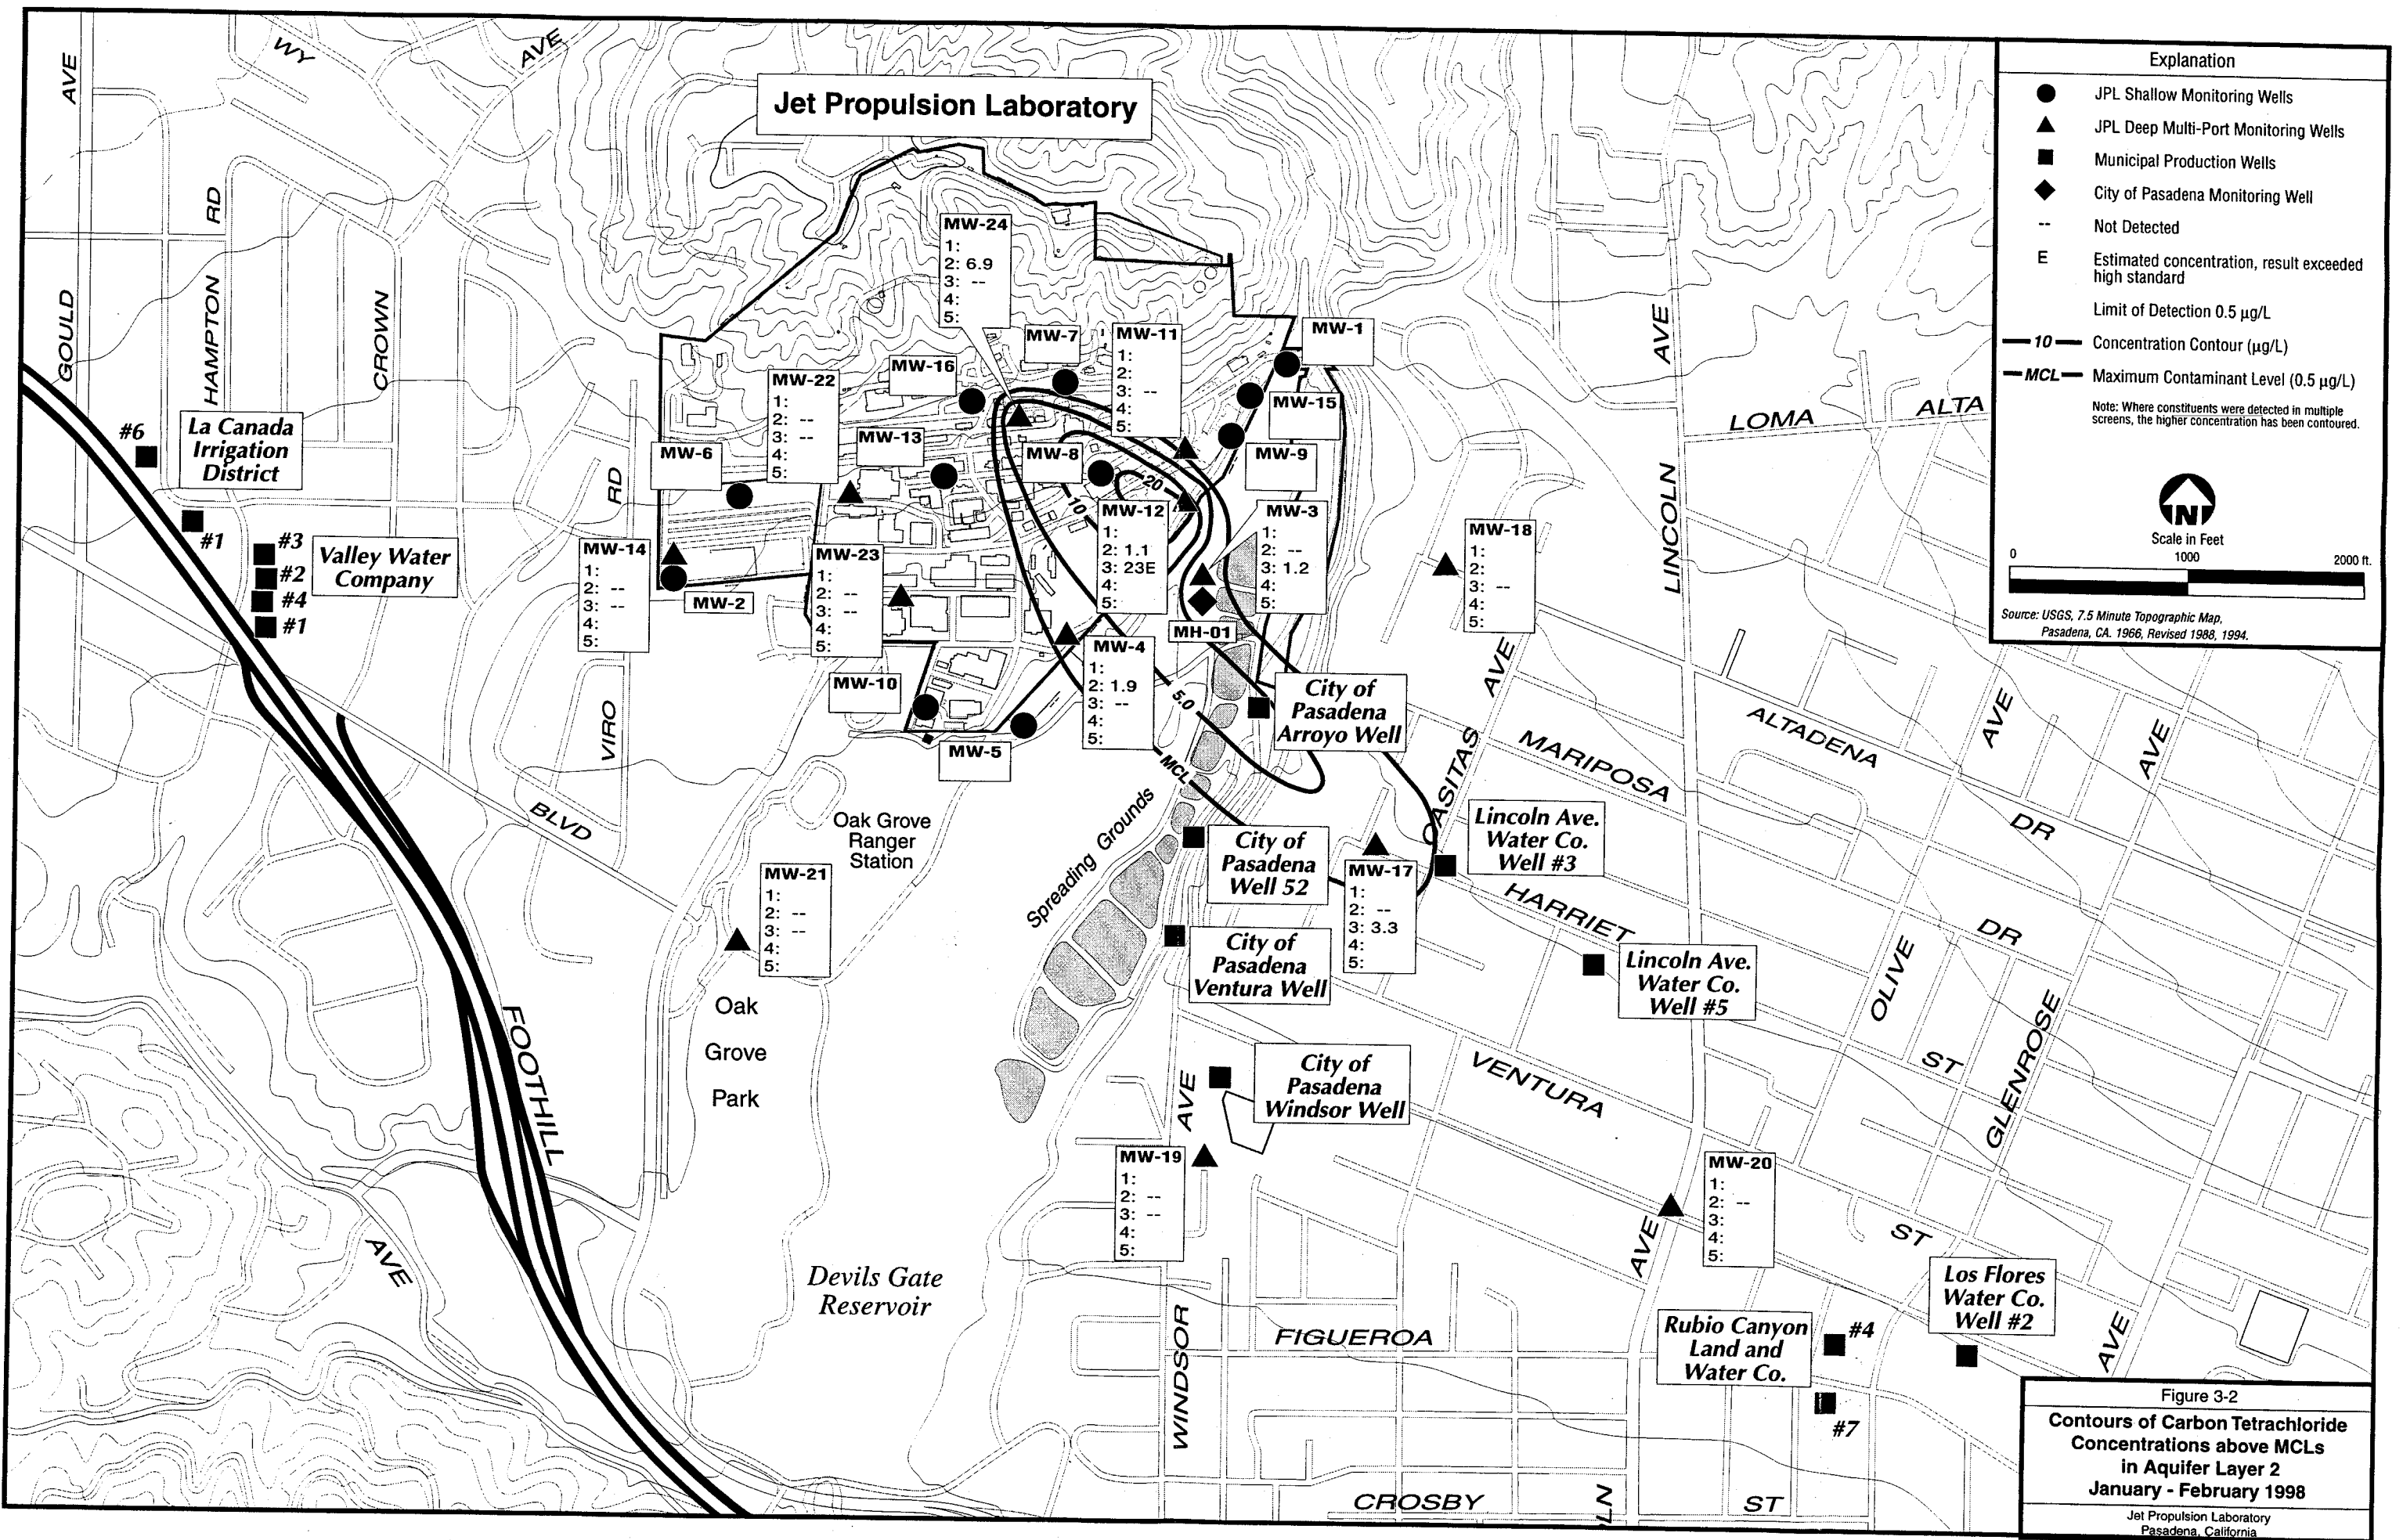 Jet Propulsion Laboratory
Explanation
JPL Shallow Monitoring Wells
JPL Deep Multi-Port Monitoring Wells
Municipal Production Wells
City of Pasadena Monitoring Well
-- Not Detected
E Estimated concentration, result exceeded
high standard
Limit of Detection 0.5 µg/L
10 Concentration Contour (µg/L)
MCL Maximum Contaminant Level (0.5 µg/L)
Note: Where constituents were detected in multiple
screens, the higher concentration has been contoured.
N
Scale in Feet
0 1000 2000 ft.
Source: USGS, 7.5 Minute Topographic Map,
Pasadena, CA. 1966, Revised 1988, 1994.
GOULD
AVE
HAMPTON
RD
CROWN
WY
AVE
VIRO
RD
#6
La Canada
Irrigation
District
#1
#3
#2
#4
#1
Valley Water
Company
MW-24
1:
2: 6.9
3: --
4:
5:
MW-7
MW-11
1:
2:
3: --
4:
5:
MW-1
MW-16
MW-22
1:
2: --
3: --
4:
5:
MW-15
MW-13
MW-6
MW-8
MW-9
20
10
MW-12
1:
2: 1.1
3: 23E
4:
5:
MW-3
1:
2: --
3: 1.2
4:
5:
MW-14
1:
2: --
3: --
4:
5:
MW-2
MW-23
1:
2: --
3: --
4:
5:
MW-18
1:
2:
3: --
4:
5:
MH-01
MW-4
1:
2: 1.9
3: --
4:
5:
MW-10
MW-5
5.0
MCL
City of
Pasadena
Arroyo Well
LINCOLN
AVE
LOMA
ALTA
CASITAS
AVE
MARIPOSA
ALTADENA
DR
AVE
AVE
BLVD
Oak Grove
Ranger
Station
Spreading Grounds
City of
Pasadena
Well 52
Lincoln Ave.
Water Co.
Well #3
MW-17
1:
2: --
3: 3.3
4:
5:
HARRIET
DR
MW-21
1:
2: --
3: --
4:
5:
City of
Pasadena
Ventura Well
Lincoln Ave.
Water Co.
Well #5
OLIVE
GLENROSE
Oak
Grove
Park
FOOTHILL
AVE
City of
Pasadena
Windsor Well
VENTURA
ST
AVE
MW-19
1:
2: --
3: --
4:
5:
MW-20
1:
2: --
3:
4:
5:
AVE
ST
Devils Gate
Reservoir
WINDSOR
FIGUEROA
Rubio Canyon
Land and
Water Co.
#4
#7
Los Flores
Water Co.
Well #2
AVE
CROSBY
ST
LN
Figure 3-2
Contours of Carbon Tetrachloride
Concentrations above MCLs
in Aquifer Layer 2
January - February 1998
Jet Propulsion Laboratory
Pasadena, California